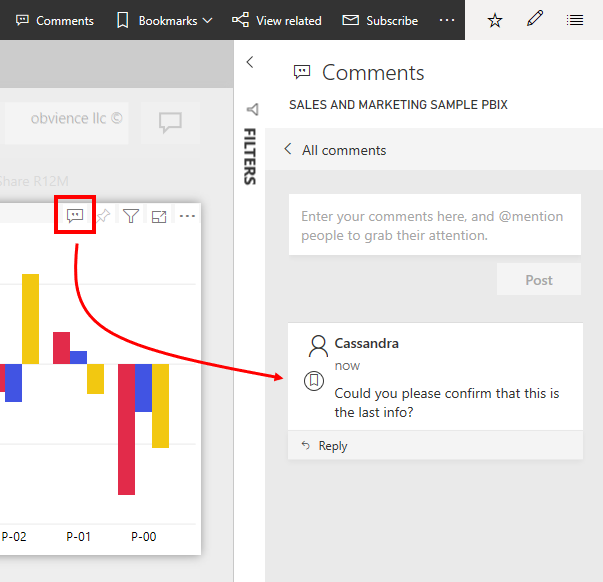 Comments
Bookmarks
View related
Subscribe
obvience llc ©
Share R12M
P-02
P-01
P-00
FILTERS
Comments
SALES AND MARKETING SAMPLE PBIX
All comments
Enter your comments here, and @mention
people to grab their attention.
Post
Cassandra
now
Could you please confirm that this is
the last info?
Reply